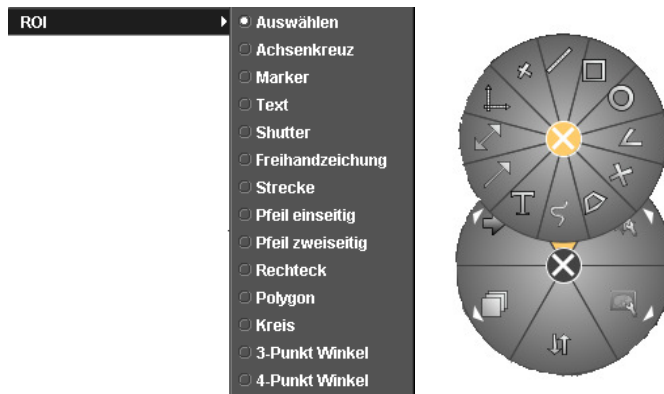 ROI
Auswählen
Achsenkreuz
Marker
Text
Shutter
Freihandzeichung
Strecke
Pfeil einseitig
Pfeil zweiseitig
Rechteck
Polygon
Kreis
3-Punkt Winkel
4-Punkt Winkel